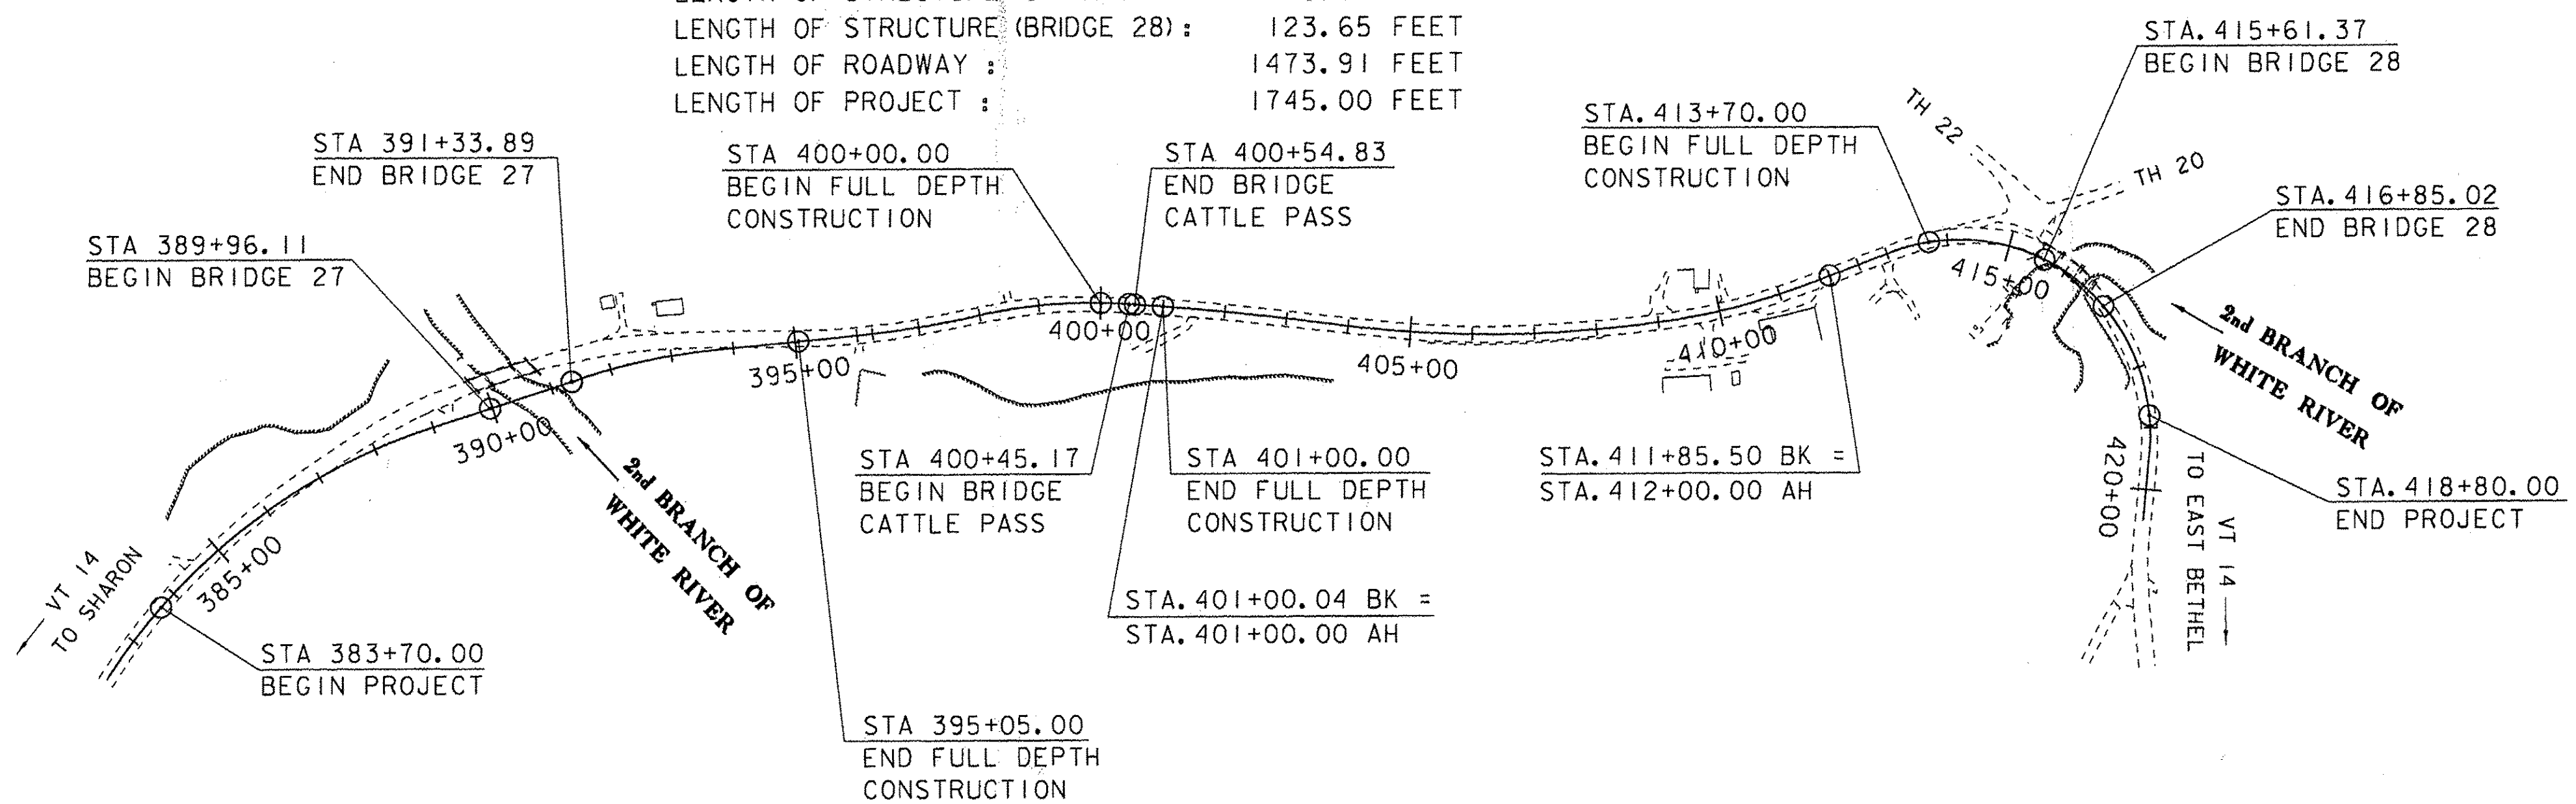 LENGTH OF STRUCTURE (BRIDGE 28): 123.65 FEET
LENGTH OF ROADWAY : 1473.91 FEET
LENGTH OF PROJECT : 1745.00 FEET
STA. 415+61.37
BEGIN BRIDGE 28
STA. 413+70.00
BEGIN FULL DEPTH
CONSTRUCTION
TH 22
TH 20
STA 391+33.89
END BRIDGE 27
STA 400+00.00
BEGIN FULL DEPTH
CONSTRUCTION
STA 400+54.83
END BRIDGE
CATTLE PASS
STA. 416+85.02
END BRIDGE 28
STA 389+96.11
BEGIN BRIDGE 27
385+00
390+00
395+00
400+00
405+00
410+00
415+00
420+00
2nd BRANCH OF
WHITE RIVER
2nd BRANCH OF
WHITE RIVER
STA 400+45.17
BEGIN BRIDGE
CATTLE PASS
STA 401+00.00
END FULL DEPTH
CONSTRUCTION
STA. 411+85.50 BK =
STA. 412+00.00 AH
STA. 418+80.00
END PROJECT
VT 14
TO EAST BETHEL
STA. 401+00.04 BK =
STA. 401+00.00 AH
VT 14
TO SHARON
STA 383+70.00
BEGIN PROJECT
STA 395+05.00
END FULL DEPTH
CONSTRUCTION